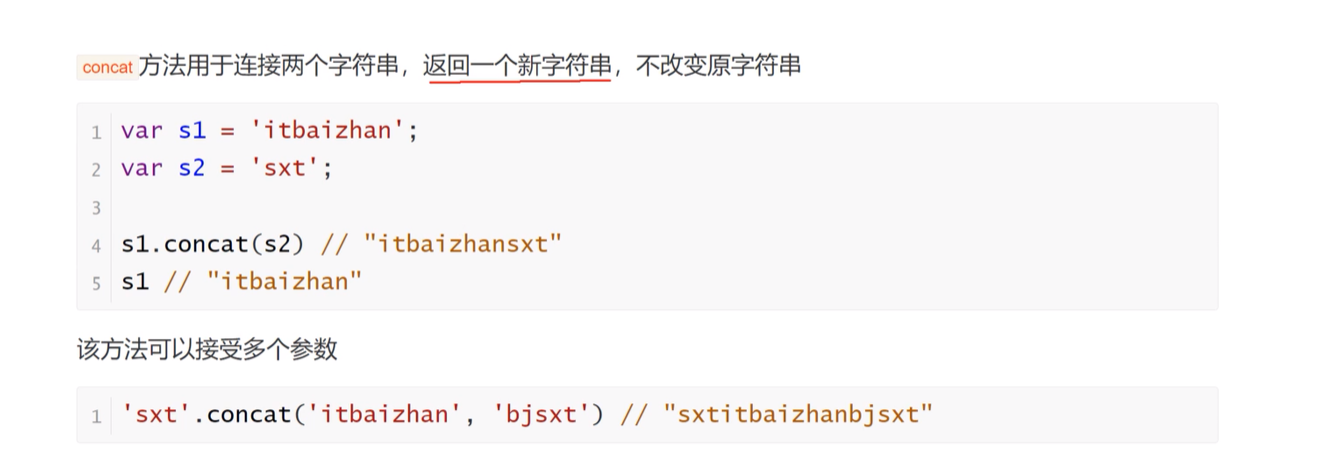 concat 方法用于连接两个字符串，返回一个新字符串，不改变原字符串
1 var s1 = 'itbaizhan';
2 var s2 = 'sxt';
3
4 s1.concat(s2) // "itbaizhansxt"
5 s1 // "itbaizhan"
该方法可以接受多个参数
1 'sxt'.concat('itbaizhan', 'bjsxt') // "sxtitbaizhanbjsxt"